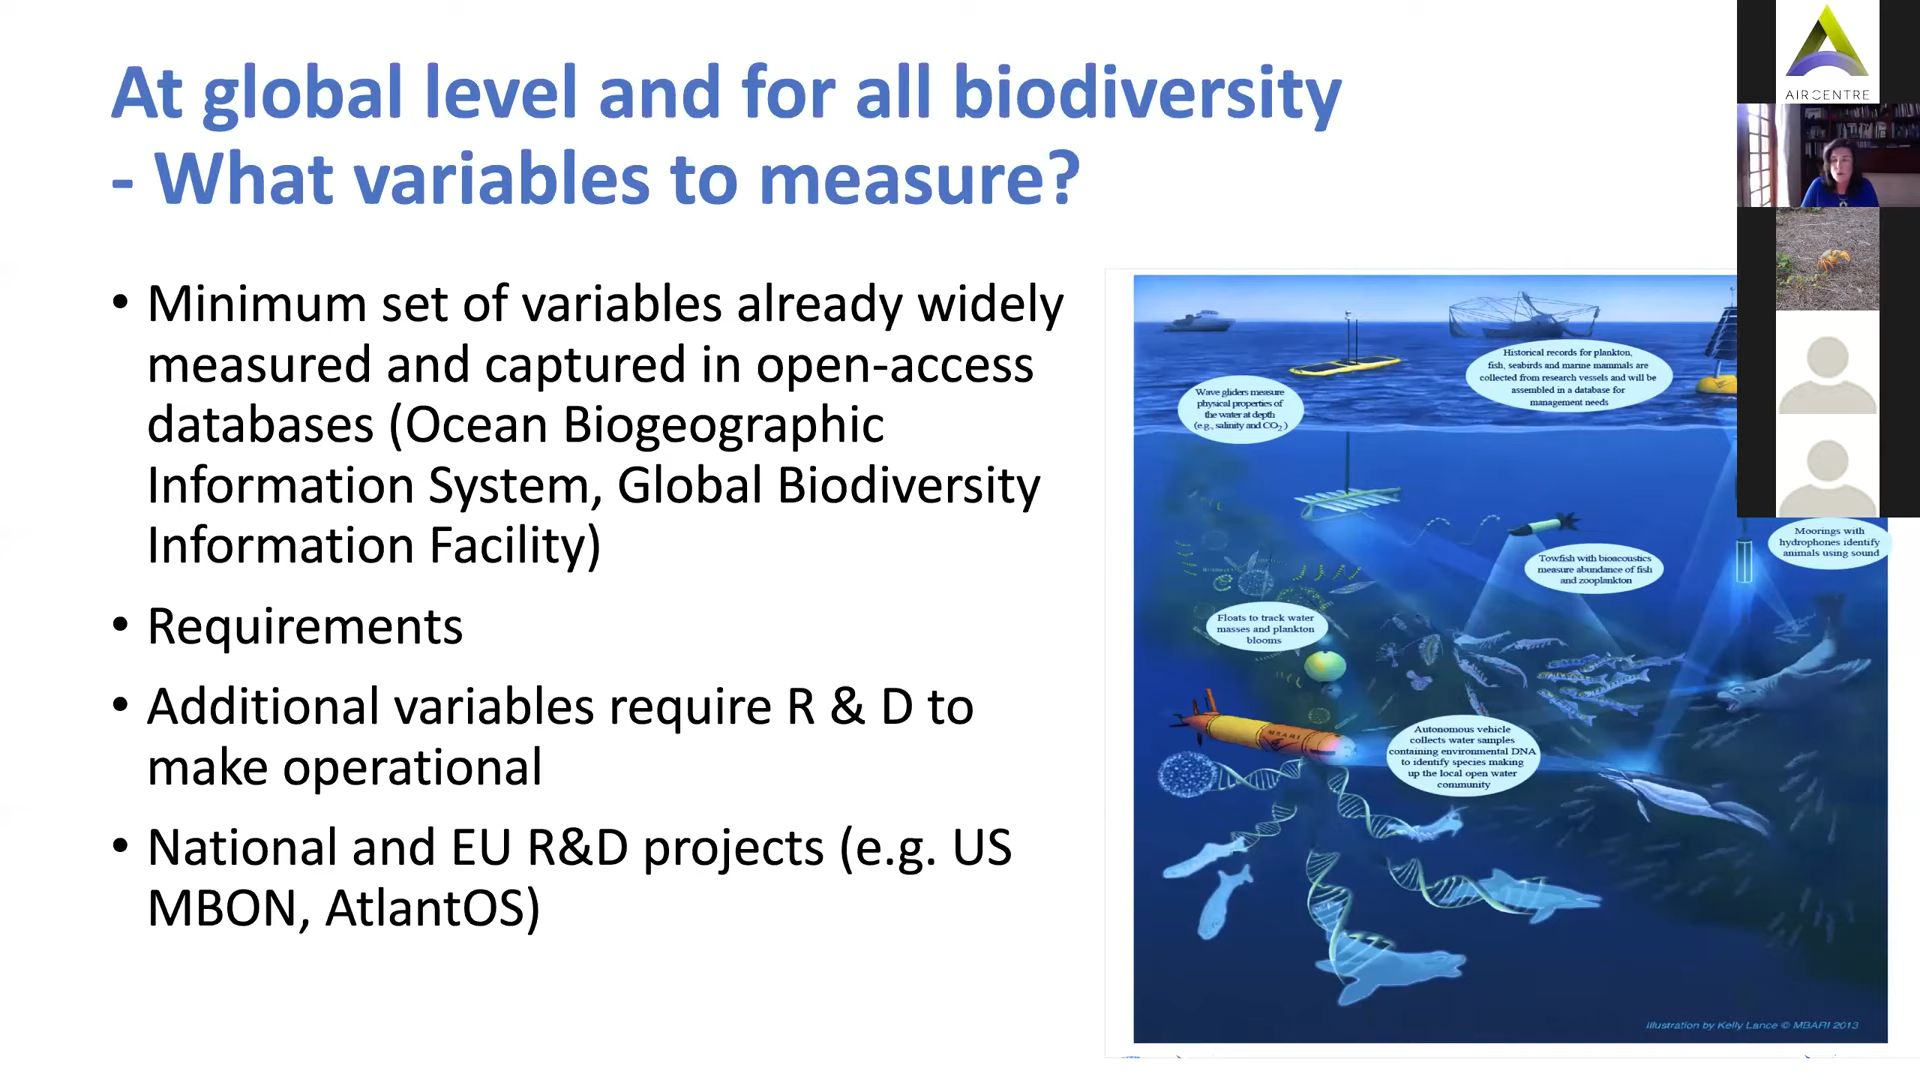 At global level and for all biodiversity
- What variables to measure?
• Minimum set of variables already widely
measured and captured in open-access
databases (Ocean Biogeographic
Information System, Global Biodiversity
Information Facility)
• Requirements
• Additional variables require R & D to
make operational
• National and EU R&D projects (e.g. US
MBON, AtlantOS)
Historical records for plankton,
fish, seabirds and marine mammals are
collected from research vessels and will be
assembled in a database for
management needs
Wave gliders measure
physical properties of
the water at depth
(e.g., salinity and CO2)
Moorings with
hydrophones identify
animals using sound
Towfish with bioacoustics
measure abundance of fish
and zooplankton
Floats to track water
masses and plankton
blooms
MBARI
Autonomous vehicle
collects water samples
containing environmental DNA
to identify species making
up the local open water
community
Illustration by Kelly Lance © MBARI 2013
AIR CENTRE